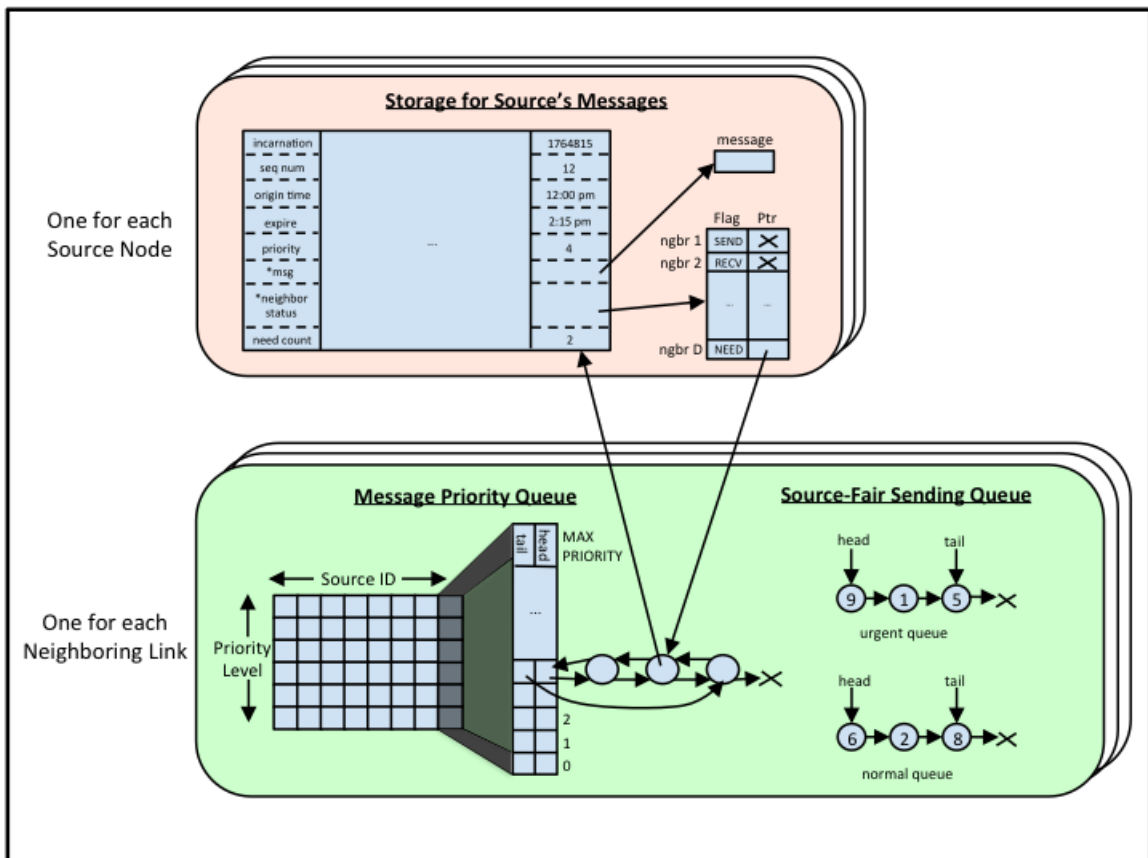 Storage for Source's Messages
One for each
Source Node
incarnation
seq num
origin time
expire
priority
*msg
*neighbor
status
need count
...
1764815
12
12:00 pm
2:15 pm
4
2
message
Flag Ptr
ngbr 1 SEND
ngbr 2 RECV
... ...
ngbr D NEED
One for each
Neighboring Link
Message Priority Queue
Source ID
Priority
Level
tail head
MAX
PRIORITY
...
2
1
0
Source-Fair Sending Queue
head tail
9 1 5
urgent queue
head tail
6 2 8
normal queue